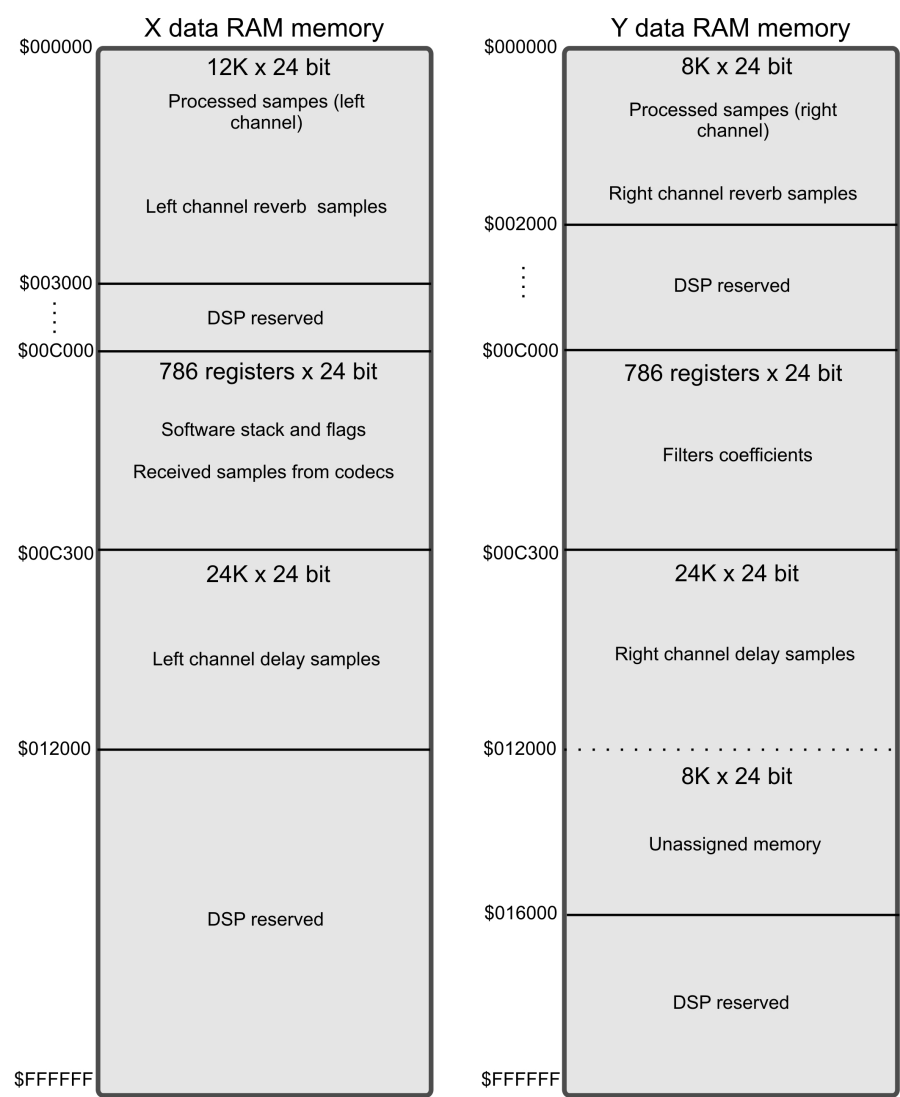 X data RAM memory
$000000
12K x 24 bit
Processed sampes (left
channel)
Left channel reverb  samples
$003000
DSP reserved
$00C000
786 registers x 24 bit
Software stack and flags
Received samples from codecs
$00C300
24K x 24 bit
Left channel delay samples
$012000
DSP reserved
$FFFFFF
Y data RAM memory
$000000
8K x 24 bit
Processed sampes (right
channel)
Right channel reverb samples
$002000
DSP reserved
$00C000
786 registers x 24 bit
Filters coefficients
$00C300
24K x 24 bit
Right channel delay samples
$012000
8K x 24 bit
Unassigned memory
$016000
DSP reserved
$FFFFFF